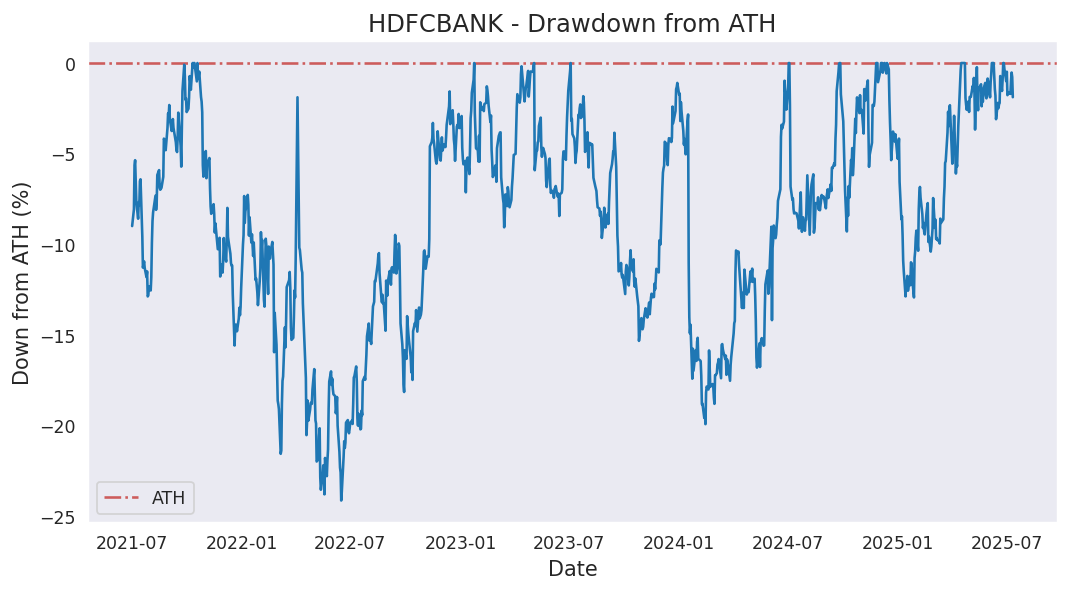 HDFCBANK - Drawdown from ATH
Down from ATH (%)
0
−5
−10
−15
−20
−25
ATH
2021-07 2022-01 2022-07 2023-01 2023-07 2024-01 2024-07 2025-01 2025-07
Date